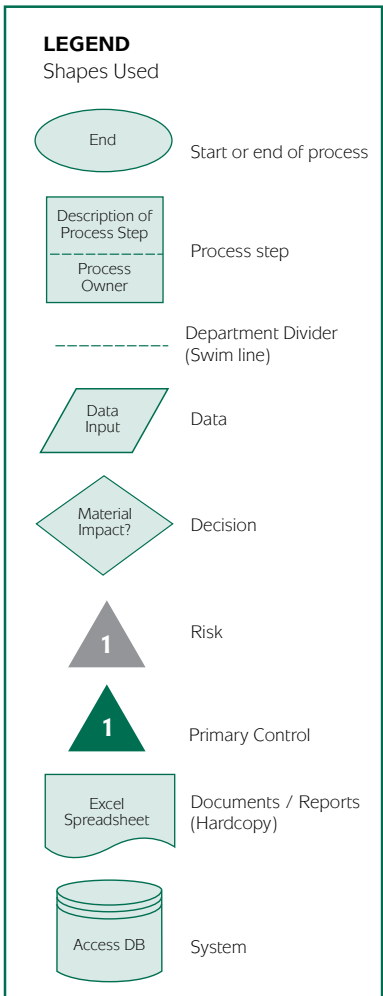 LEGEND
Shapes Used
End
Start or end of process
Description of
Process Step
Process
Owner
Process step
Department Divider
(Swim line)
Data
Input
Data
Material
Impact?
Decision
1
Risk
1
Primary Control
Excel
Spreadsheet
Documents / Reports
(Hardcopy)
Access DB
System